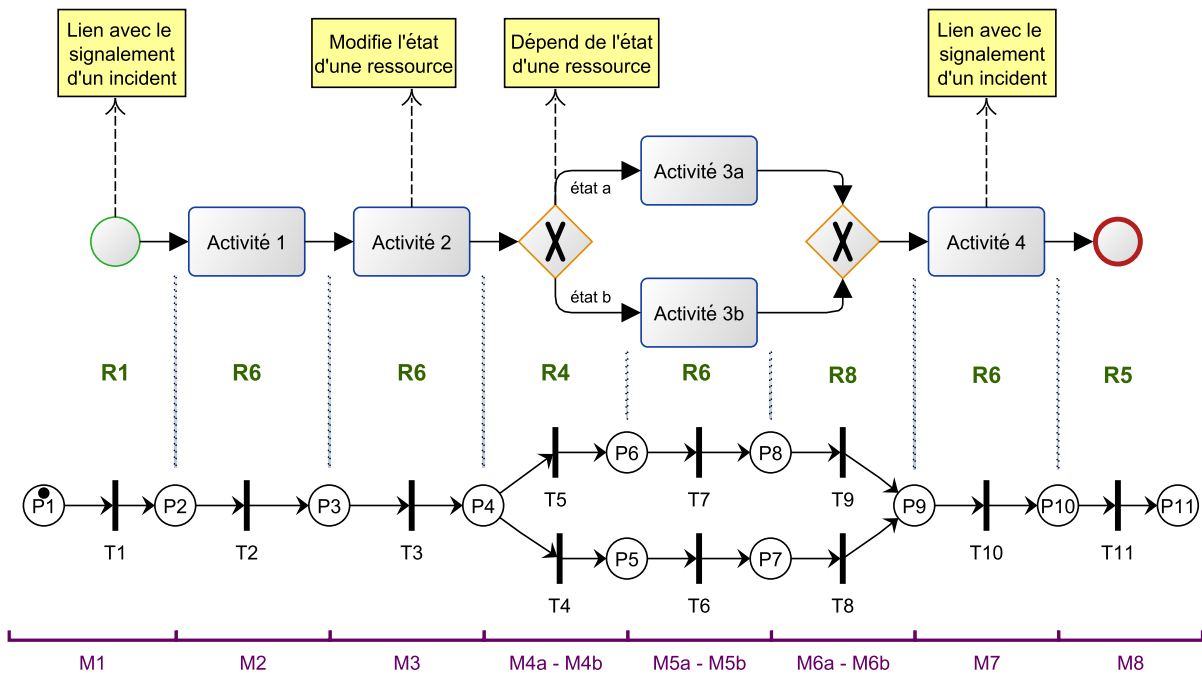 Lien avec le
signalement
d'un incident
Modifie l'état
d'une ressource
Dépend de l'état
d'une ressource
Lien avec le
signalement
d'un incident
Activité 1
Activité 2
X
état a
état b
Activité 3a
Activité 3b
X
Activité 4
R1
R6
R6
R4
R6
R8
R6
R5
P1
T1
P2
T2
P3
T3
P4
T5
P6
T7
P8
T9
T4
P5
T6
P7
T8
P9
T10
P10
T11
P11
M1
M2
M3
M4a - M4b
M5a - M5b
M6a - M6b
M7
M8